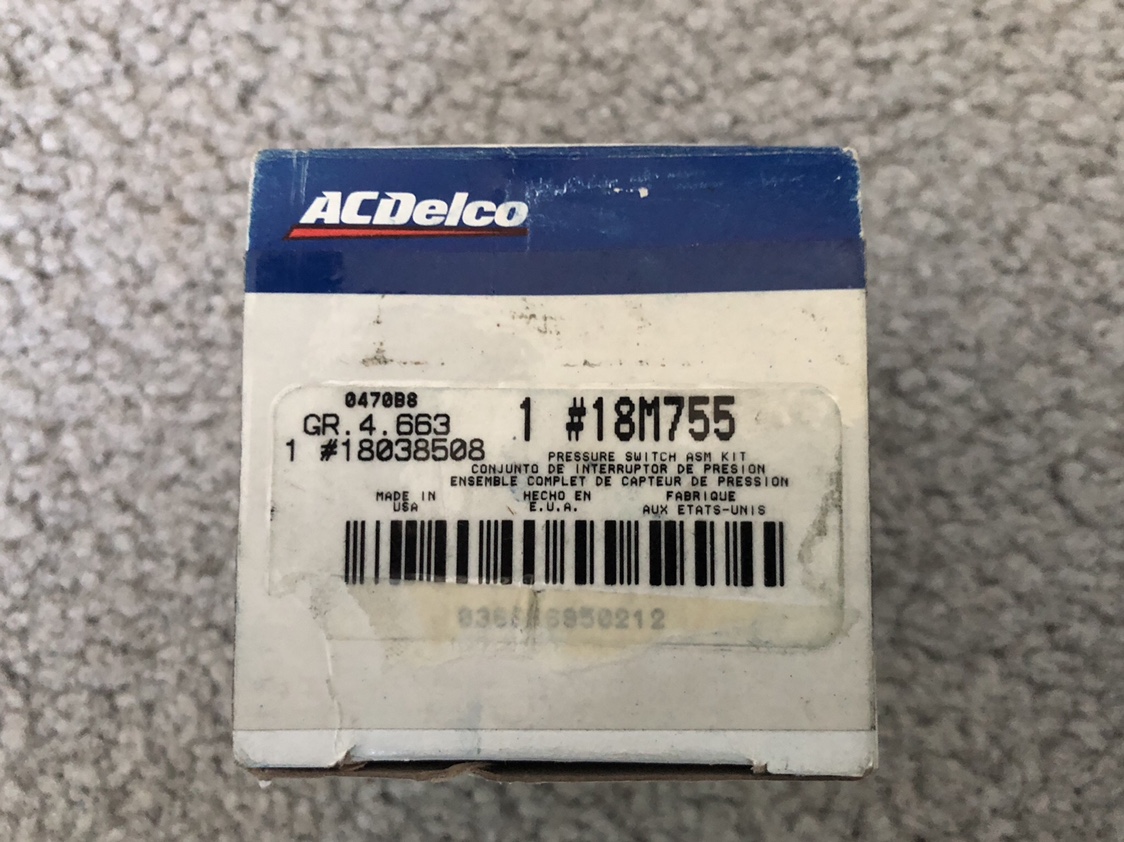 ACDelco
0470B8
GR.4.663
1 #18M755
1 #18038508
PRESSURE SWITCH ASM KIT
CONJUNTO DE INTERRUPTOR DE PRESION
ENSEMBLE COMPLET DE CAPTEUR DE PRESSION
MADE IN USA
HECHO EN E.U.A.
FABRIQUE AUX ETATS-UNIS